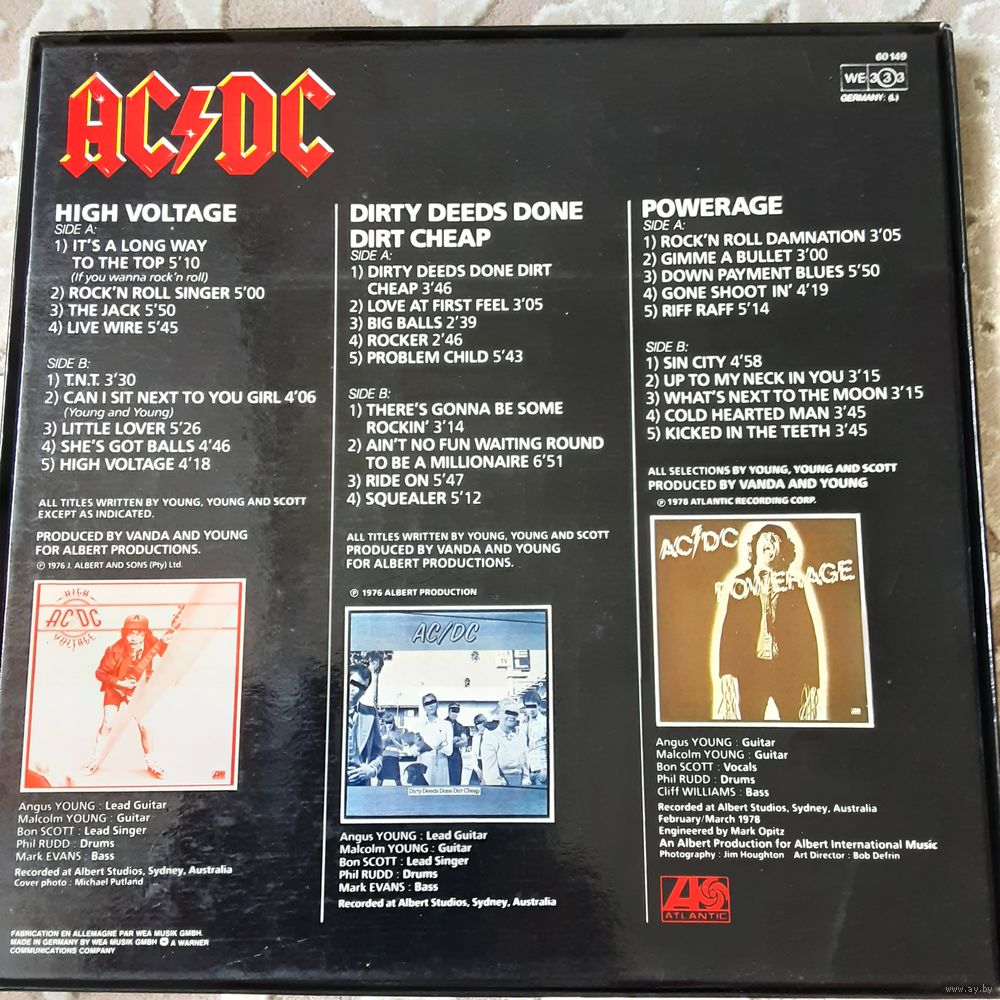 AC/DC
60 149
WE 333
GERMANY: (L)
HIGH VOLTAGE
SIDE A:
1) IT'S A LONG WAY
TO THE TOP 5'10
(If you wanna rock'n roll)
2) ROCK'N ROLL SINGER 5'00
3) THE JACK 5'50
4) LIVE WIRE 5'45
SIDE B:
1) T.N.T. 3'30
2) CAN I SIT NEXT TO YOU GIRL 4'06
(Young and Young)
3) LITTLE LOVER 5'26
4) SHE'S GOT BALLS 4'46
5) HIGH VOLTAGE 4'18
ALL TITLES WRITTEN BY YOUNG, YOUNG AND SCOTT
EXCEPT AS INDICATED.
PRODUCED BY VANDA AND YOUNG
FOR ALBERT PRODUCTIONS.
℗ 1976 J. ALBERT AND SONS (Pty) Ltd.
HIGH
AC DC
VOLTAGE
Angus YOUNG : Lead Guitar
Malcolm YOUNG : Guitar
Bon SCOTT : Lead Singer
Phil RUDD : Drums
Mark EVANS : Bass
Recorded at Albert Studios, Sydney, Australia
Cover photo : Michael Putland
FABRICATION EN ALLEMAGNE PAR WEA MUSIK GMBH.
MADE IN GERMANY BY WEA MUSIK GMBH A WARNER
COMMUNICATIONS COMPANY
DIRTY DEEDS DONE
DIRT CHEAP
SIDE A:
1) DIRTY DEEDS DONE DIRT
CHEAP 3'46
2) LOVE AT FIRST FEEL 3'05
3) BIG BALLS 2'39
4) ROCKER 2'46
5) PROBLEM CHILD 5'43
SIDE B:
1) THERE'S GONNA BE SOME
ROCKIN' 3'14
2) AIN'T NO FUN WAITING ROUND
TO BE A MILLIONAIRE 6'51
3) RIDE ON 5'47
4) SQUEALER 5'12
ALL TITLES WRITTEN BY YOUNG, YOUNG AND SCOTT
PRODUCED BY VANDA AND YOUNG
FOR ALBERT PRODUCTIONS.
℗ 1976 ALBERT PRODUCTION
AC/DC
Dirty Deeds Done Dirt Cheap
Angus YOUNG : Lead Guitar
Malcolm YOUNG : Guitar
Bon SCOTT : Lead Singer
Phil RUDD : Drums
Mark EVANS : Bass
Recorded at Albert Studios, Sydney, Australia
POWERAGE
SIDE A:
1) ROCK'N ROLL DAMNATION 3'05
2) GIMME A BULLET 3'00
3) DOWN PAYMENT BLUES 5'50
4) GONE SHOOT IN' 4'19
5) RIFF RAFF 5'14
SIDE B:
1) SIN CITY 4'58
2) UP TO MY NECK IN YOU 3'15
3) WHAT'S NEXT TO THE MOON 3'15
4) COLD HEARTED MAN 3'45
5) KICKED IN THE TEETH 3'45
ALL SELECTIONS BY YOUNG, YOUNG AND SCOTT
PRODUCED BY VANDA AND YOUNG
℗ 1978 ATLANTIC RECORDING CORP.
AC/DC
POWERAGE
Angus YOUNG : Guitar
Malcolm YOUNG : Guitar
Bon SCOTT : Vocals
Phil RUDD : Drums
Cliff WILLIAMS : Bass
Recorded at Albert Studios, Sydney, Australia
February/March 1978
Engineered by Mark Opitz
An Albert Production for Albert International Music
Photography : Jim Houghton Art Director : Bob Defrin
ATLANTIC
www.ay.by